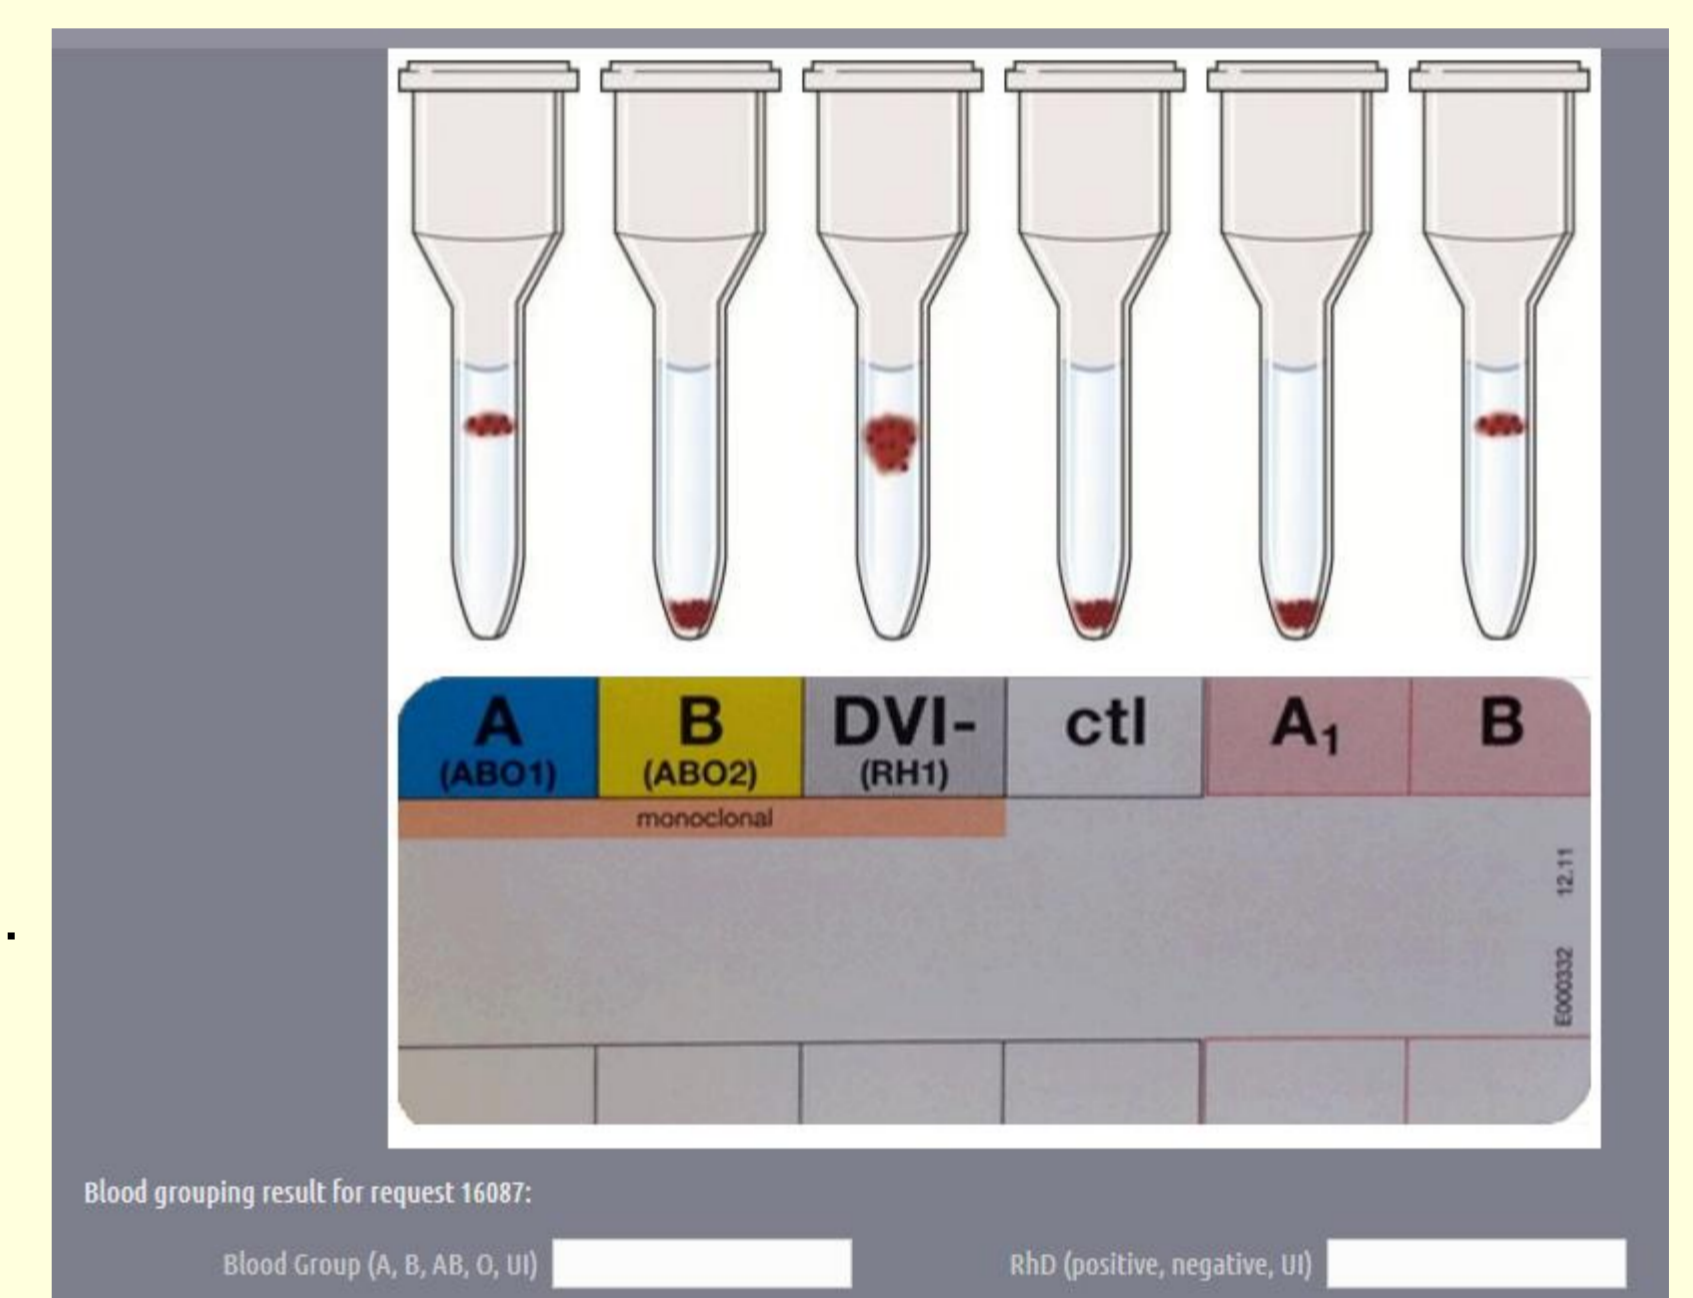 A B DVI- ctl A₁ B
(ABO1) (ABO2) (RH1)
monoclonal
12.11
E000332
.
Blood grouping result for request 16087:
Blood Group (A, B, AB, O, UI) RhD (positive, negative, UI)